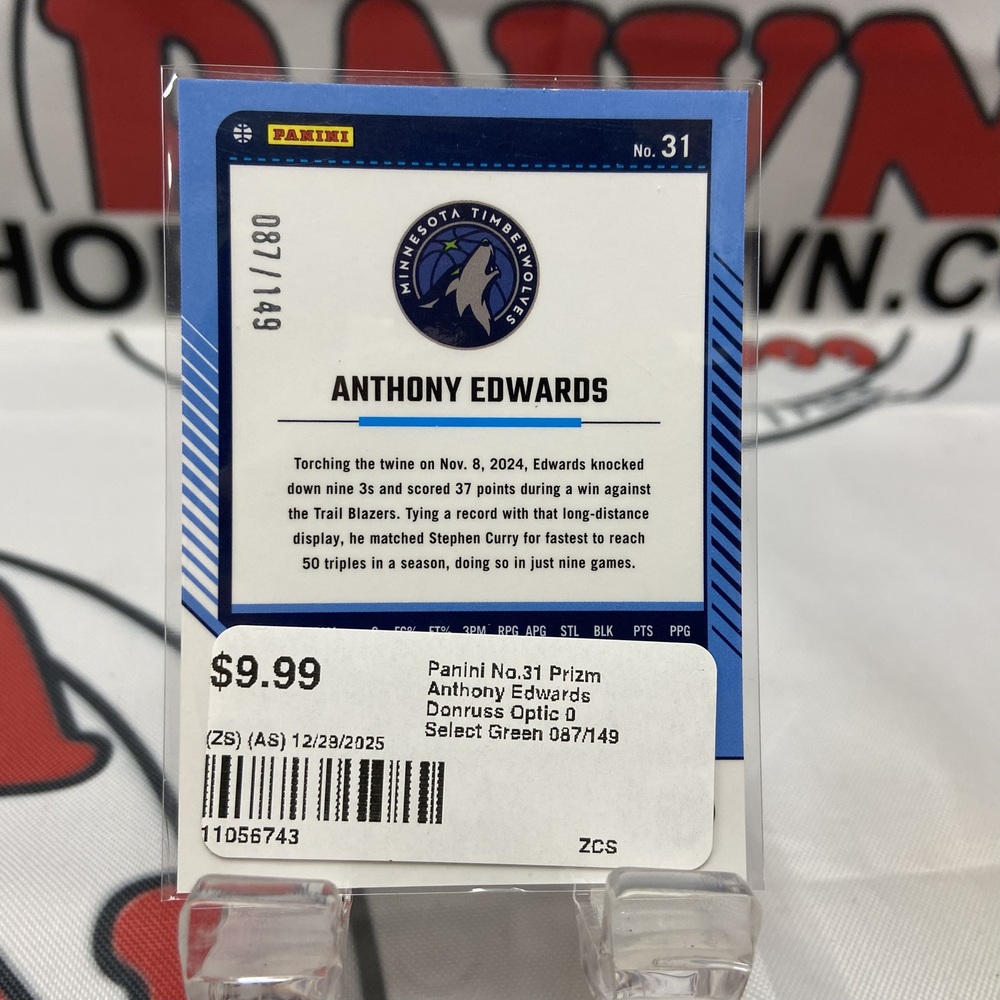 PAWN
VN.C
PANINI
No. 31
087/149
MINNESOTA TIMBERWOLVES
ANTHONY EDWARDS
Torching the twine on Nov. 8, 2024, Edwards knocked
down nine 3s and scored 37 points during a win against
the Trail Blazers. Tying a record with that long-distance
display, he matched Stephen Curry for fastest to reach
50 triples in a season, doing so in just nine games.
FG% FT% 3PM RPG APG STL BLK PTS PPG
$9.99
Panini No.31 Prizm
Anthony Edwards
Donruss Optic 0
Select Green 087/149
(ZS) (AS) 12/29/2025
11056743
ZCS